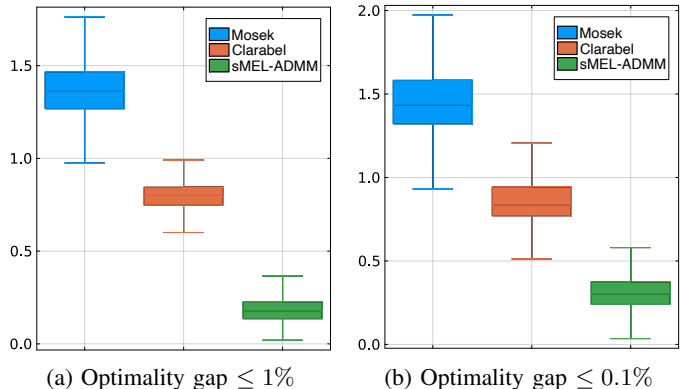 1.5
1.0
0.5
0.0
Mosek
Clarabel
sMEL-ADMM
(a) Optimality gap ≤ 1%
2.0
1.5
1.0
0.5
0.0
Mosek
Clarabel
sMEL-ADMM
(b) Optimality gap ≤ 0.1%